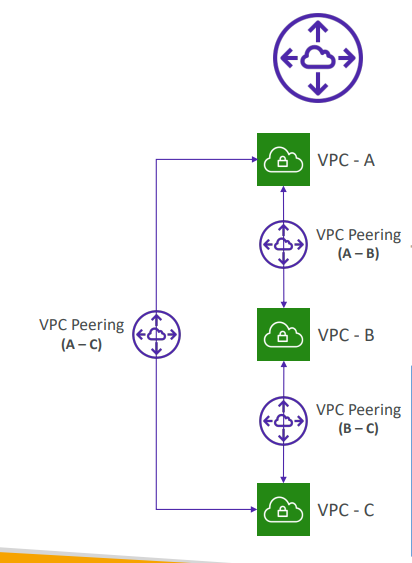 VPC - A
VPC Peering
(A – B)
VPC Peering
(A – C)
VPC - B
VPC Peering
(B – C)
VPC - C